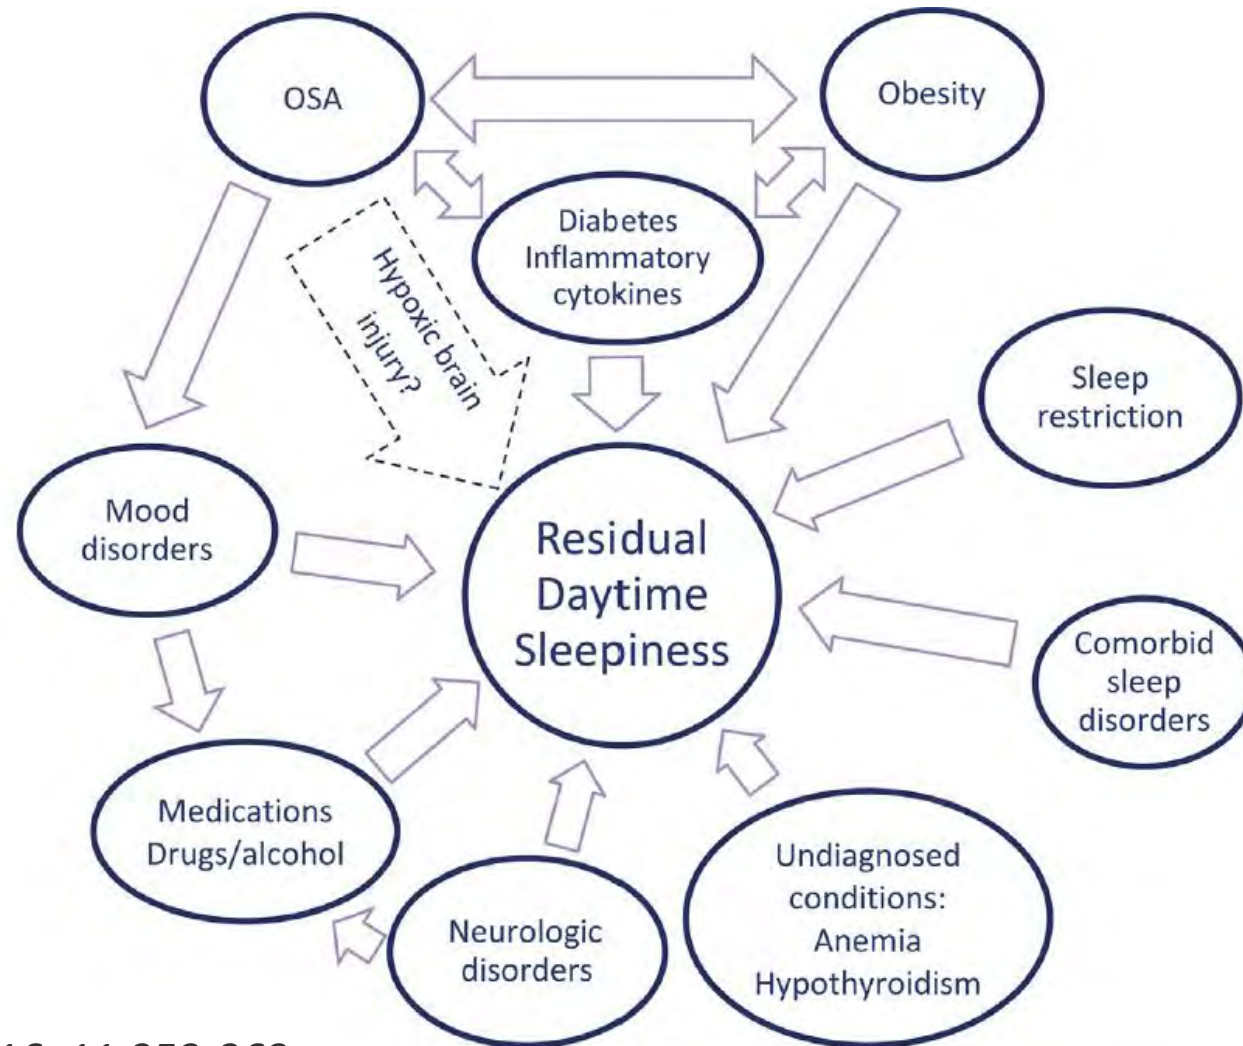 OSA
Obesity
Diabetes
Inflammatory
cytokines
Hypoxic brain
injury?
Sleep
restriction
Mood
disorders
Residual
Daytime
Sleepiness
Comorbid
sleep
disorders
Medications
Drugs/alcohol
Neurologic
disorders
Undiagnosed
conditions:
Anemia
Hypothyroidism